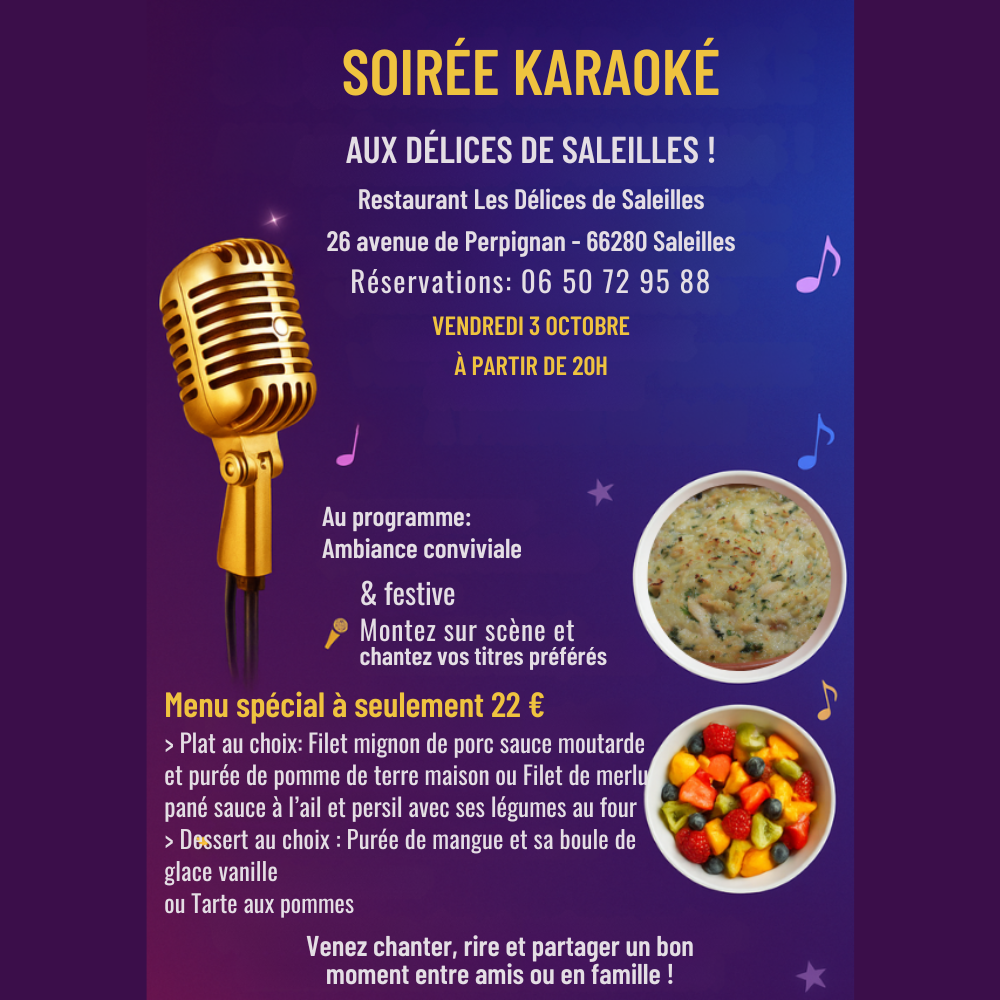 SOIRÉE KARAOKÉ
AUX DÉLICES DE SALEILLES !
Restaurant Les Délices de Saleilles
26 avenue de Perpignan - 66280 Saleilles
Réservations: 06 50 72 95 88
VENDREDI 3 OCTOBRE
À PARTIR DE 20H
Au programme:
Ambiance conviviale
& festive
Montez sur scène et
chantez vos titres préférés
Menu spécial à seulement 22 €
> Plat au choix: Filet mignon de porc sauce moutarde
et purée de pomme de terre maison ou Filet de merlu
pané sauce à l'ail et persil avec ses légumes au four
> Dessert au choix : Purée de mangue et sa boule de
glace vanille
ou Tarte aux pommes
Venez chanter, rire et partager un bon
moment entre amis ou en famille !